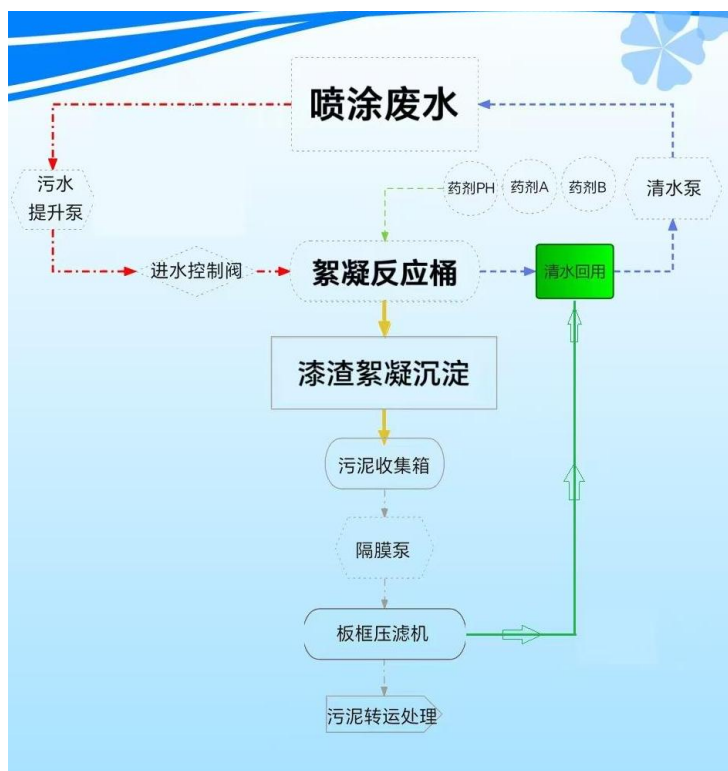 喷涂废水
污水
提升泵
药剂PH
药剂A
药剂B
清水泵
进水控制阀
絮凝反应桶
清水回用
漆渣絮凝沉淀
污泥收集箱
隔膜泵
板框压滤机
污泥转运处理